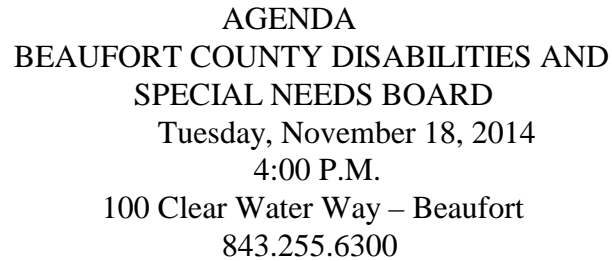 AGENDA
BEAUFORT COUNTY DISABILITIES AND
SPECIAL NEEDS BOARD
Tuesday, November 18, 2014
4:00 P.M.
100 Clear Water Way – Beaufort
843.255.6300